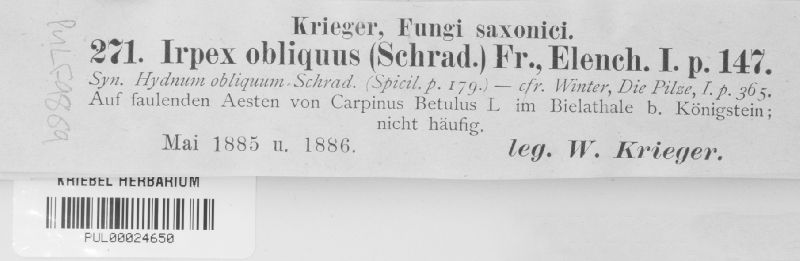 Krieger, Fungi saxonici.
271. Irpex obliquus (Schrad.) Fr., Elench. I. p. 147.
Syn. Hydnum obliquum Schrad. (Spicil. p. 179.) — cfr. Winter, Die Pilze, I. p. 365.
Auf faulenden Aesten von Carpinus Betulus L im Bielathale b. Königstein;
nicht häufig.
Mai 1885 u. 1886.
leg. W. Krieger.
PULF9869
KRIEBEL HERBARIUM
PUL00024650